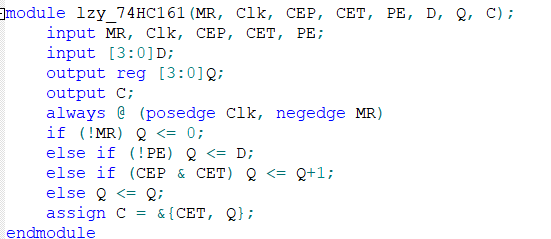 module lzy_74HC161(MR, Clk, CEP, CET, PE, D, Q, C);
    input MR, Clk, CEP, CET, PE;
    input [3:0]D;
    output reg [3:0]Q;
    output C;
    always @ (posedge Clk, negedge MR)
    if (!MR) Q <= 0;
    else if (!PE) Q <= D;
    else if (CEP & CET) Q <= Q+1;
    else Q <= Q;
    assign C = &{CET, Q};
endmodule